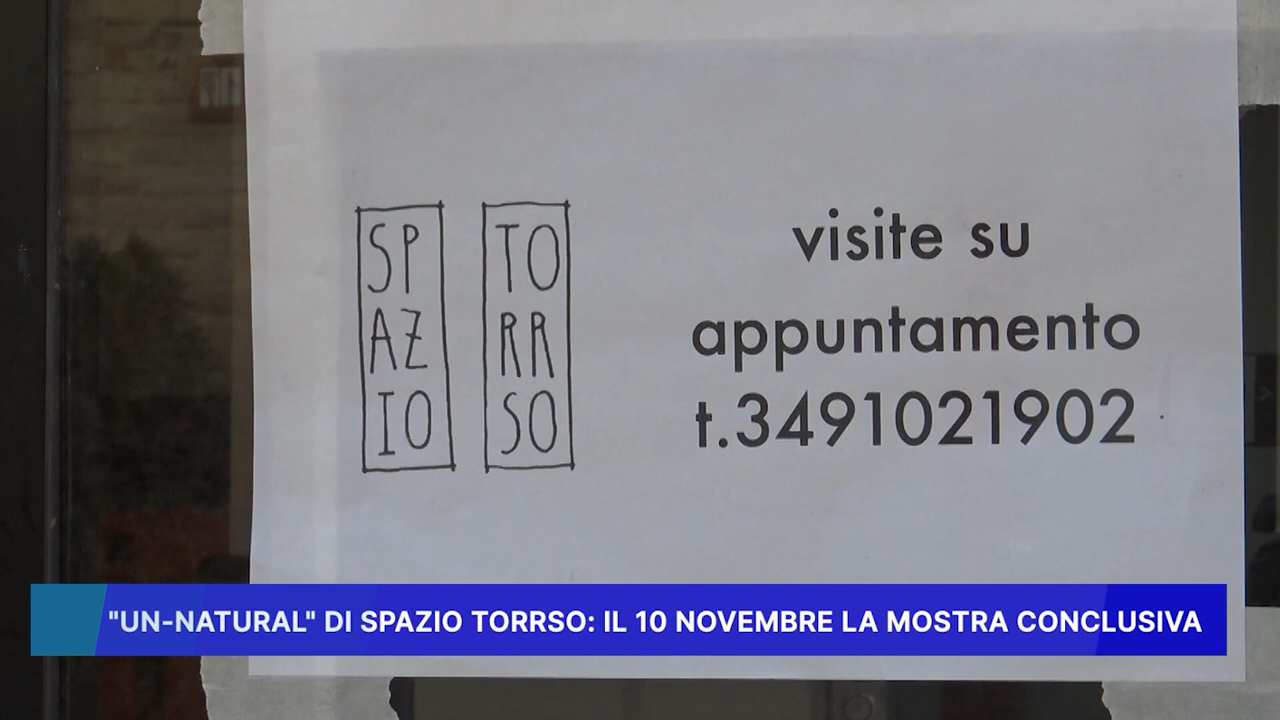 SP
AZ
IO
TO
RR
SO
visite su
appuntamento
t.3491021902
"UN-NATURAL" DI SPAZIO TORRSO: IL 10 NOVEMBRE LA MOSTRA CONCLUSIVA